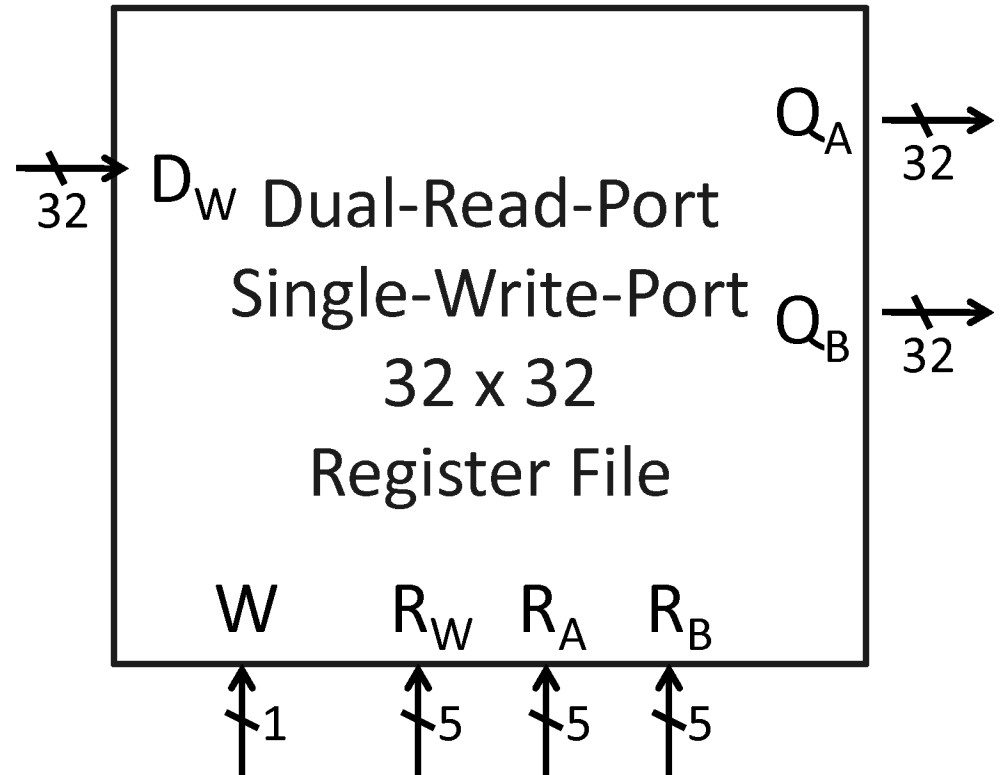 Q_A
32
D_W
32
Dual-Read-Port
Single-Write-Port
Q_B
32
32 x 32
Register File
W R_W R_A R_B
1 5 5 5